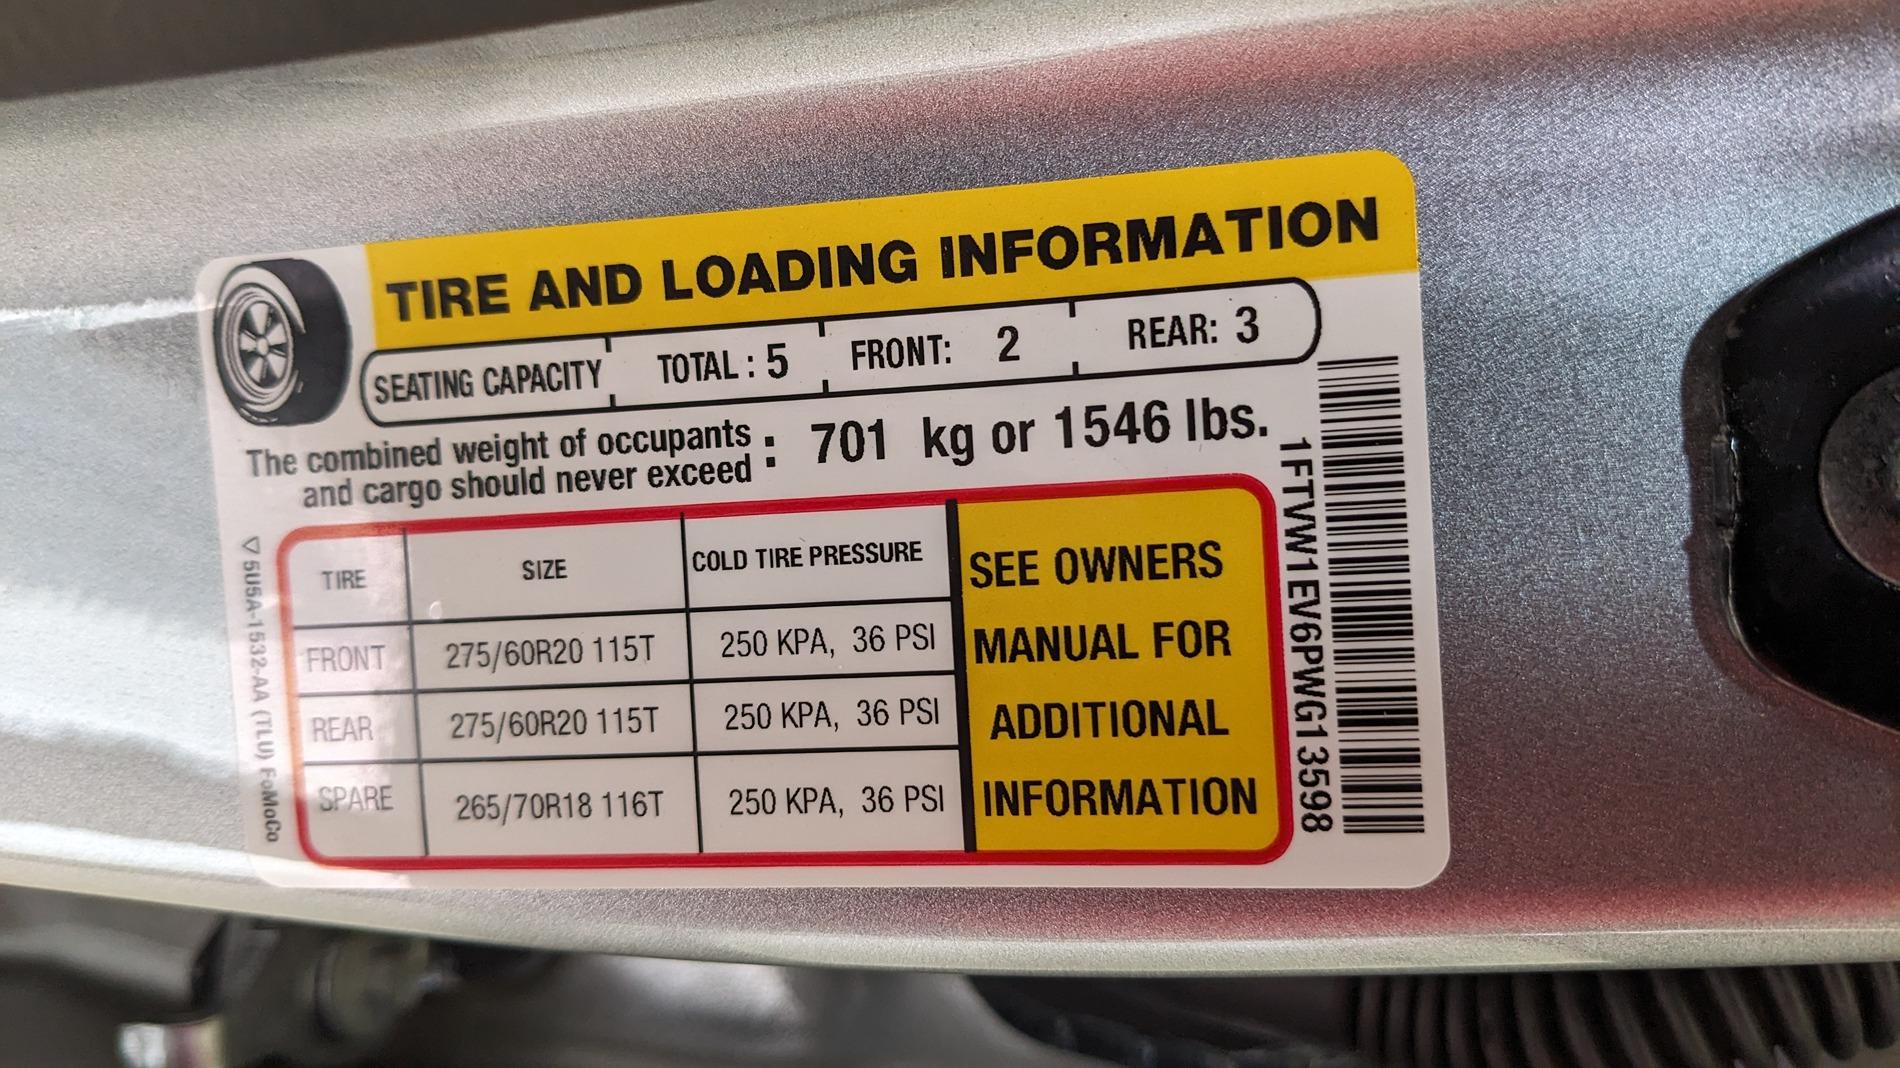 TIRE AND LOADING INFORMATION
SEATING CAPACITY TOTAL : 5 FRONT: 2 REAR: 3
The combined weight of occupants
and cargo should never exceed : 701 kg or 1546 lbs.
TIRE SIZE COLD TIRE PRESSURE
FRONT 275/60R20 115T 250 KPA, 36 PSI
REAR 275/60R20 115T 250 KPA, 36 PSI
SPARE 265/70R18 116T 250 KPA, 36 PSI
SEE OWNERS
MANUAL FOR
ADDITIONAL
INFORMATION
1FTVW1EV6PWG13598
5U5A-1532-AA (TLU) FoMoCo